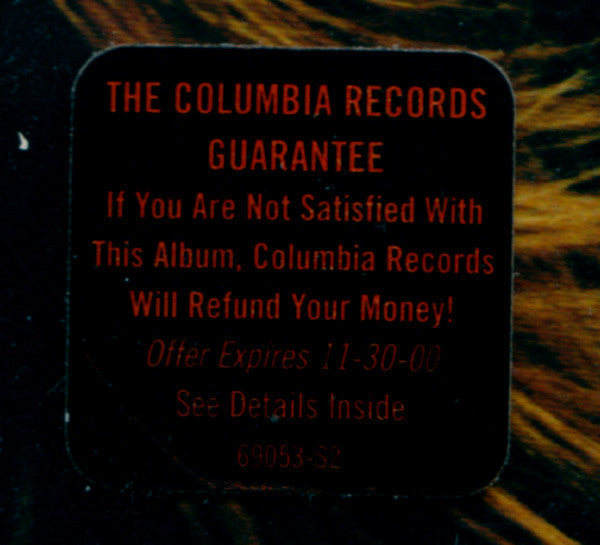 THE COLUMBIA RECORDS
GUARANTEE
If You Are Not Satisfied With
This Album, Columbia Records
Will Refund Your Money!
Offer Expires 11-30-00
See Details Inside
69053-S2